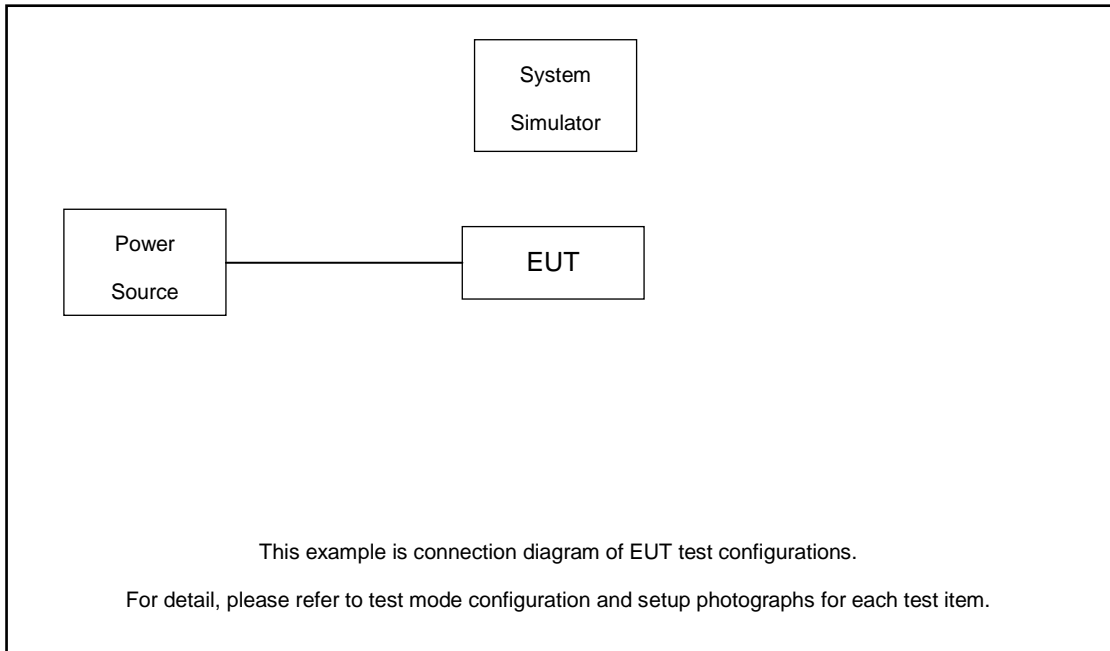 System
Simulator
Power
Source
EUT
This example is connection diagram of EUT test configurations.
For detail, please refer to test mode configuration and setup photographs for each test item.